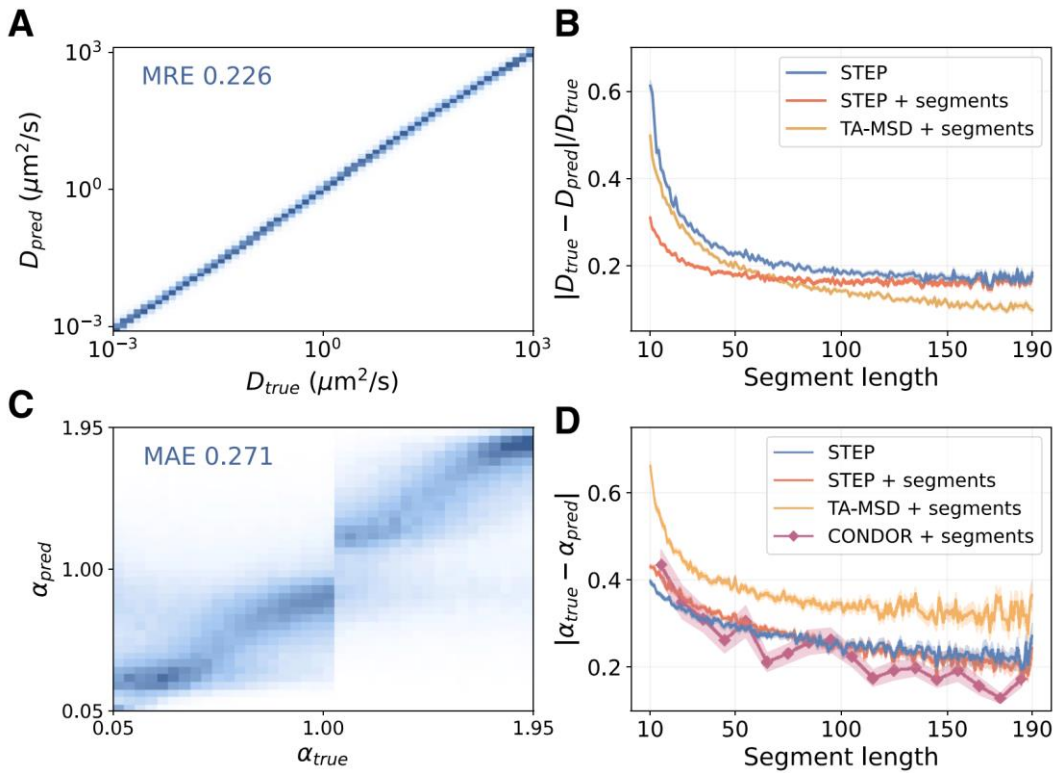 A
10³
MRE 0.226
10⁰
10⁻³
D_pred (μm²/s)
10⁻³ 10⁰ 10³
D_true (μm²/s)
B
STEP
STEP + segments
TA-MSD + segments
0.6
0.4
0.2
|D_true − D_pred|/D_true
10 50 100 150 190
Segment length
C
1.95
MAE 0.271
1.00
0.05
α_pred
0.05 1.00 1.95
α_true
D
STEP
STEP + segments
TA-MSD + segments
CONDOR + segments
0.6
0.4
0.2
|α_true − α_pred|
10 50 100 150 190
Segment length